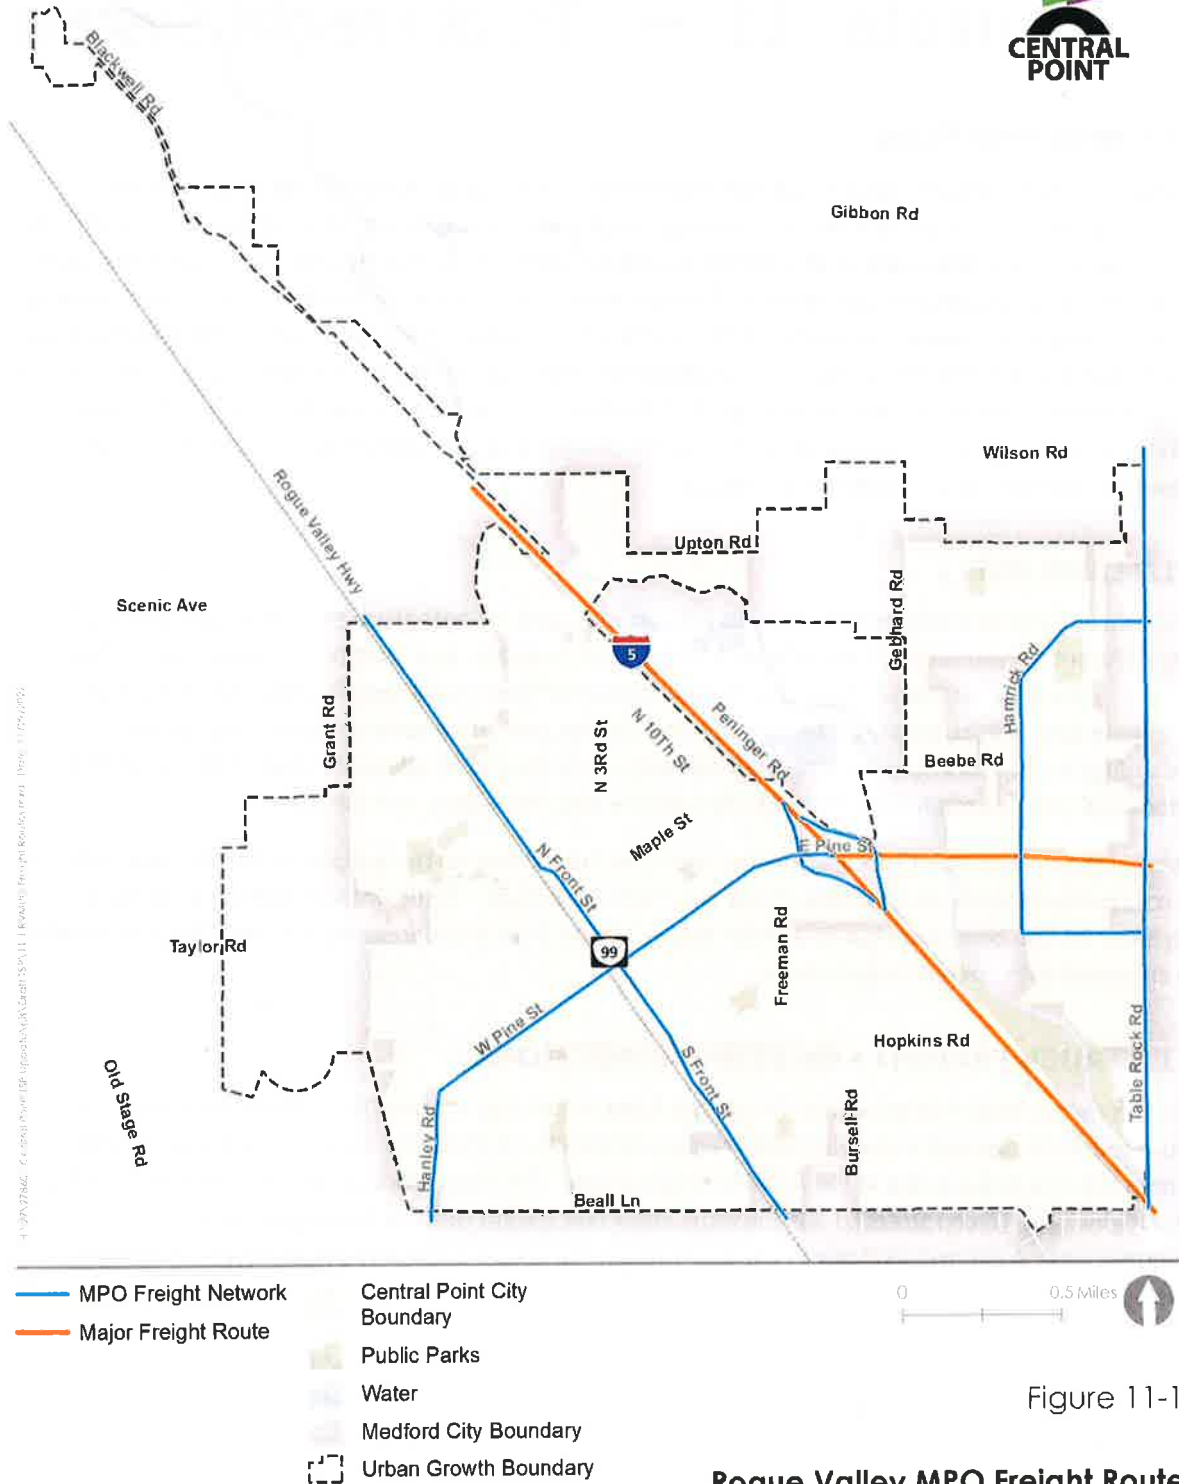 CENTRAL
POINT
Blackwell Rd
Gibbon Rd
Wilson Rd
Rogue Valley Hwy
Upton Rd
Scenic Ave
Gebhard Rd
5
Hamrick Rd
Grant Rd
N 3Rd St
N 10Th St
Peninger Rd
Beebe Rd
Maple St
E Pine St
N Front St
Taylor Rd
99
Freeman Rd
W Pine St
Hopkins Rd
Table Rock Rd
Old Stage Rd
S Front St
Hanley Rd
Bursell Rd
Beall Ln
MPO Freight Network
Major Freight Route
Central Point City
Boundary
Public Parks
Water
Medford City Boundary
Urban Growth Boundary
0 0.5 Miles
Figure 11-1
Rogue Valley MPO Freight Route